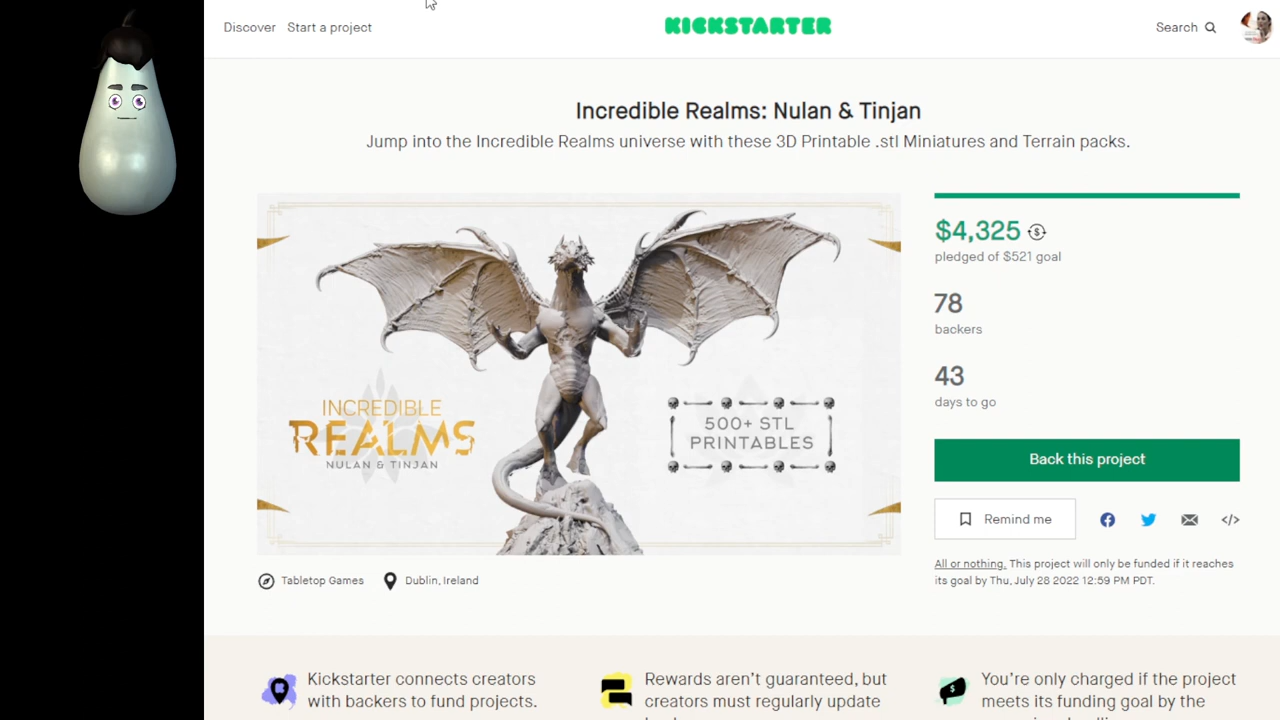 Discover Start a project KICKSTARTER Search
Incredible Realms: Nulan & Tinjan
Jump into the Incredible Realms universe with these 3D Printable .stl Miniatures and Terrain packs.
INCREDIBLE
REALMS
NULAN & TINJAN
500+ STL
PRINTABLES
$4,325
pledged of $521 goal
78
backers
43
days to go
Back this project
Remind me
All or nothing. This project will only be funded if it reaches
its goal by Thu, July 28 2022 12:59 PM PDT.
Tabletop Games Dublin, Ireland
Kickstarter connects creators
with backers to fund projects.
Rewards aren’t guaranteed, but
creators must regularly update
You’re only charged if the project
meets its funding goal by the